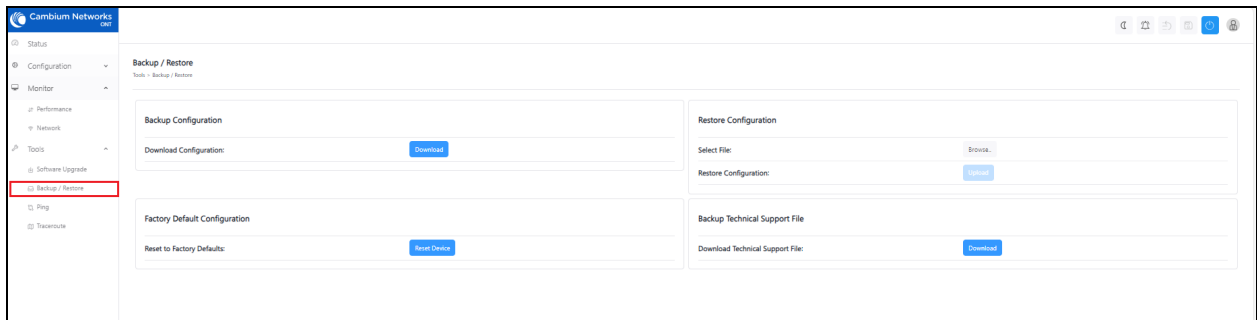 Cambium Networks
ONT
Status
Configuration
Monitor
Performance
Network
Tools
Software Upgrade
Backup / Restore
Ping
Traceroute
Backup / Restore
Tools > Backup / Restore
Backup Configuration
Download Configuration:
Download
Restore Configuration
Select File:
Browse..
Restore Configuration:
Upload
Factory Default Configuration
Reset to Factory Defaults:
Reset Device
Backup Technical Support File
Download Technical Support File:
Download